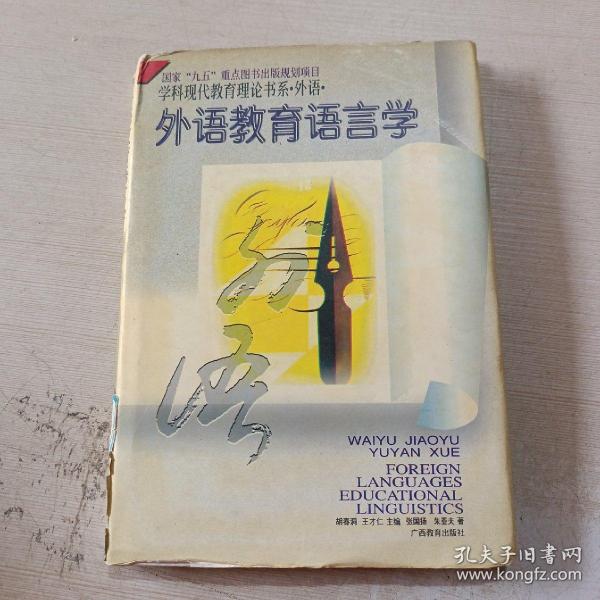 国家“九五”重点图书出版规划项目
学科现代教育理论书系·外语·
外语教育语言学
外语
WAIYU JIAOYU
YUYAN XUE
FOREIGN
LANGUAGES
EDUCATIONAL
LINGUISTICS
胡春洞 王才仁 主编 张国扬 朱亚夫 著
广西教育出版社
孔夫子旧书网
www.kongfz.com